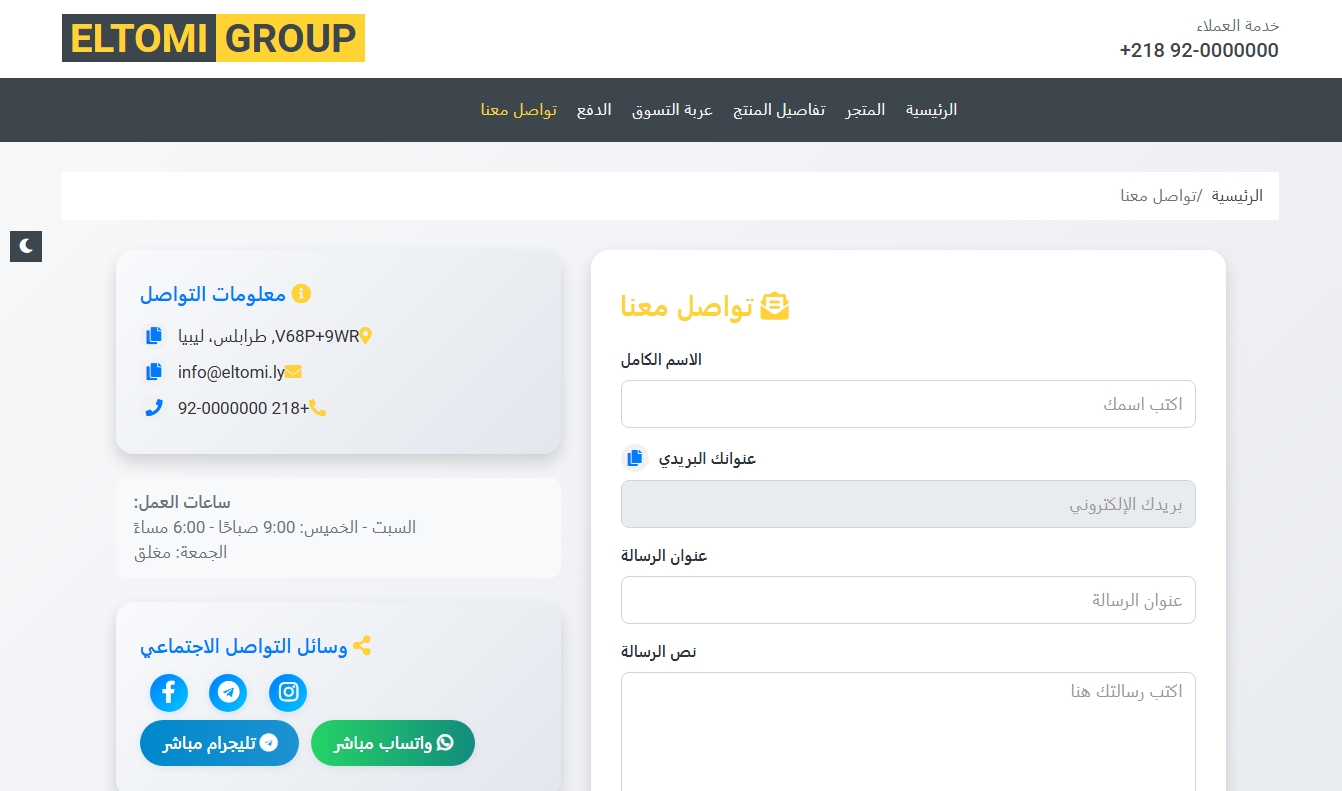 خدمة العملاء
+218 92-0000000
ELTOMI GROUP
الرئيسية المتجر تفاصيل المنتج عربة التسوق الدفع تواصل معنا
الرئيسية /تواصل معنا
تواصل معنا
الاسم الكامل
اكتب اسمك
عنوانك البريدي
بريدك الإلكتروني
عنوان الرسالة
عنوان الرسالة
نص الرسالة
اكتب رسالتك هنا
معلومات التواصل
V68P+9WR, طرابلس، ليبيا
info@eltomi.ly
92-0000000 218+
ساعات العمل:
السبت - الخميس: 9:00 صباحًا - 6:00 مساءً
الجمعة: مغلق
وسائل التواصل الاجتماعي
واتساب مباشر
تليجرام مباشر